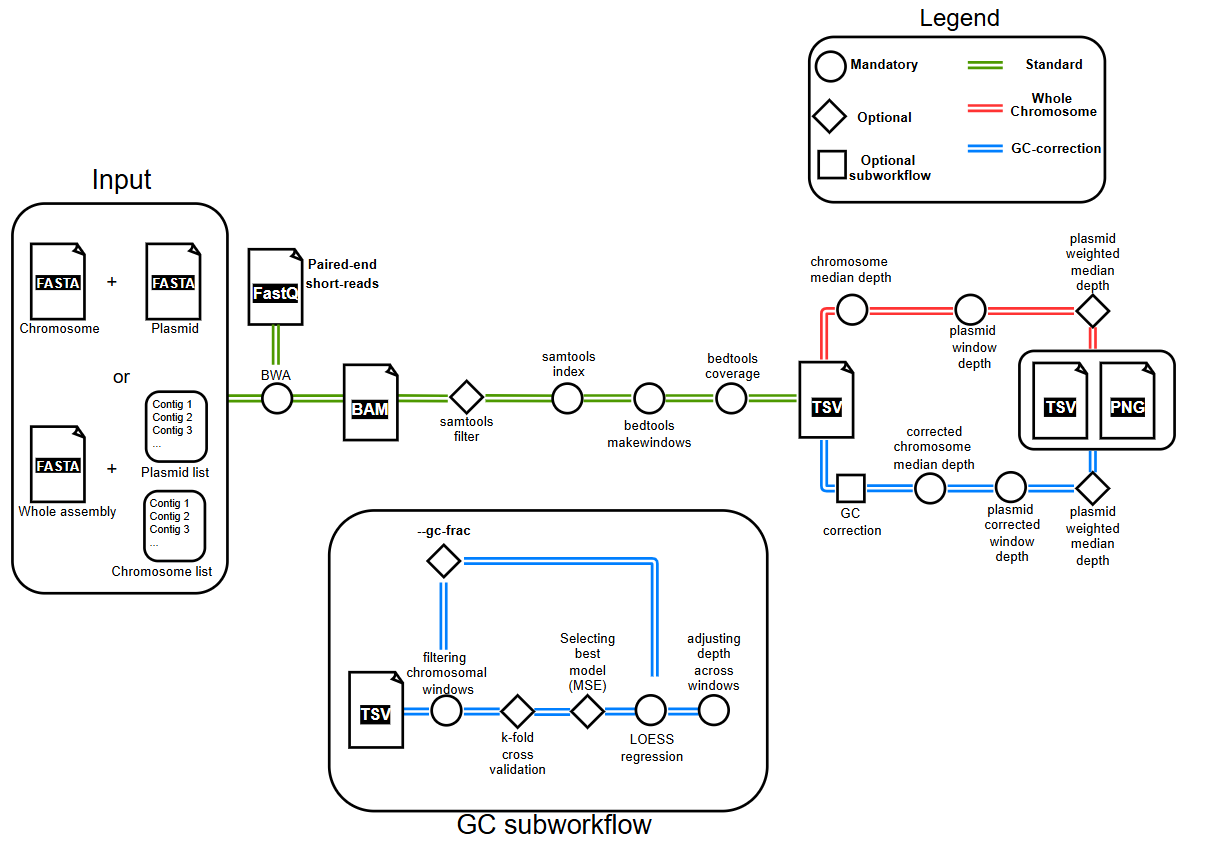 Legend
Mandatory
Standard
Optional
Whole
Chromosome
Optional
subworkflow
GC-correction
Input
FASTA
+
FASTA
Chromosome
Plasmid
or
Contig 1
Contig 2
Contig 3
...
Plasmid list
FASTA
+
Whole assembly
Contig 1
Contig 2
Contig 3
...
Chromosome list
FastQ
Paired-end
short-reads
BWA
BAM
samtools
filter
samtools
index
bedtools
makewindows
bedtools
coverage
TSV
chromosome
median depth
plasmid
window
depth
plasmid
weighted
median
depth
TSV
PNG
GC
correction
corrected
chromosome
median depth
plasmid
corrected
window
depth
plasmid
weighted
median
depth
--gc-frac
TSV
filtering
chromosomal
windows
k-fold
cross
validation
Selecting
best
model
(MSE)
LOESS
regression
adjusting
depth
across
windows
GC subworkflow